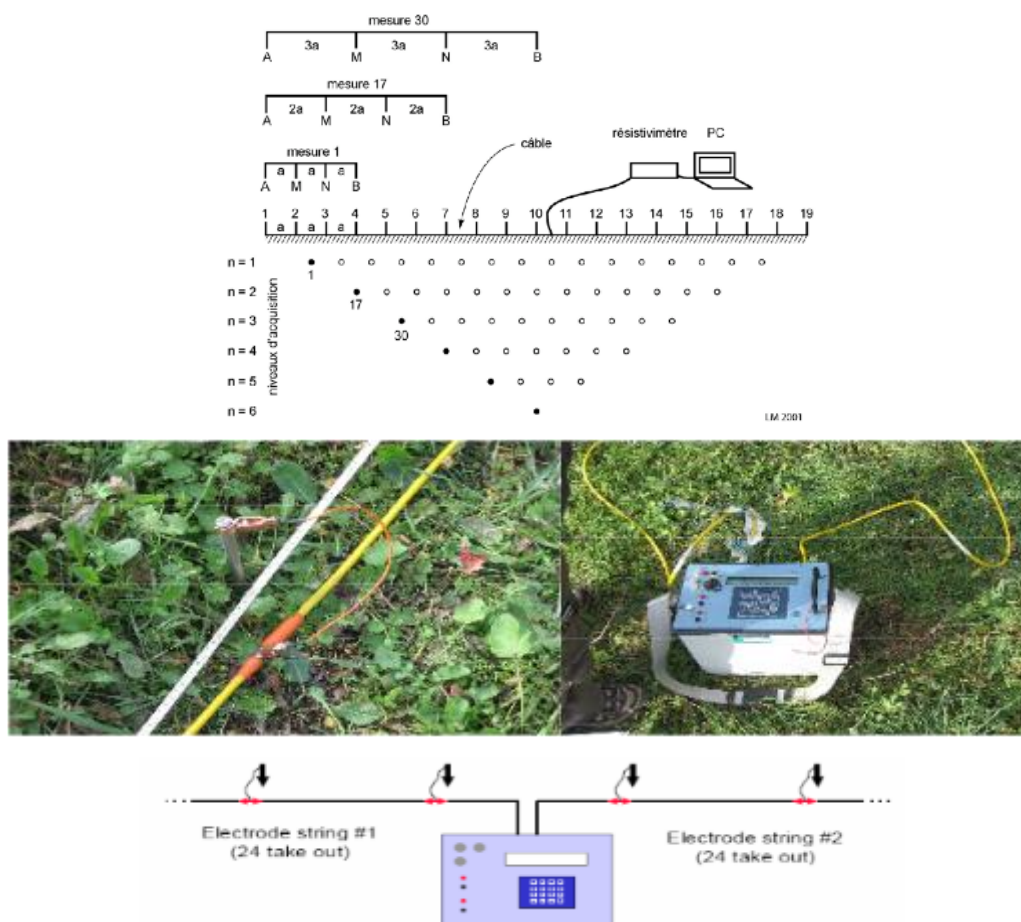 mesure 30
3a 3a 3a
A M N B
mesure 17
2a 2a 2a
A M N B
résistivimètre PC
câble
mesure 1
a a a
A M N B
1 2 3 4 5 6 7 8 9 10 11 12 13 14 15 16 17 18 19
a a a
niveaux d'acquisition
n = 1
1
n = 2
17
n = 3
30
n = 4
n = 5
n = 6
LM 2001
Electrode string #1
(24 take out)
Electrode string #2
(24 take out)